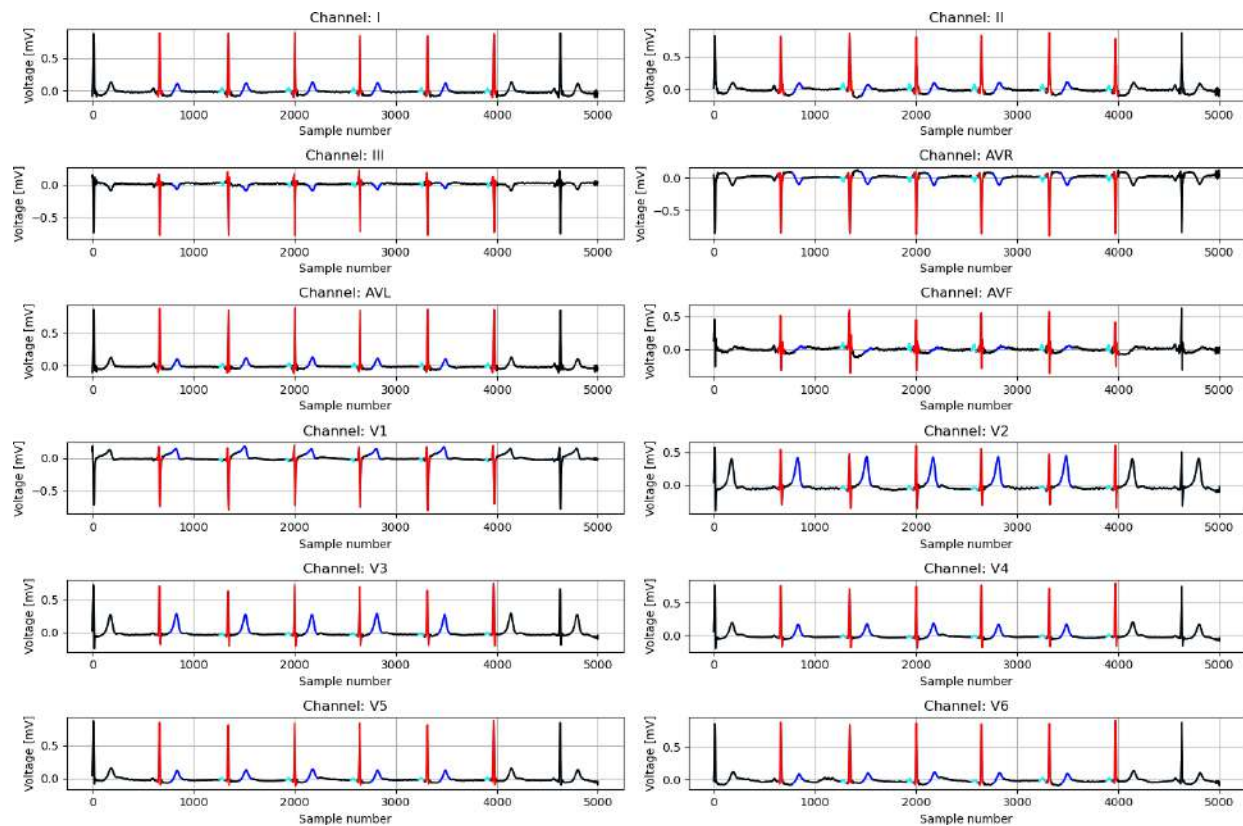 Channel: I
Voltage [mV]
0.5
0.0
0
1000
2000
3000
4000
5000
Sample number
Channel: II
Voltage [mV]
0.5
0.0
0
1000
2000
3000
4000
5000
Sample number
Channel: III
Voltage [mV]
0.0
−0.5
0
1000
2000
3000
4000
5000
Sample number
Channel: AVR
Voltage [mV]
0.0
−0.5
0
1000
2000
3000
4000
5000
Sample number
Channel: AVL
Voltage [mV]
0.5
0.0
0
1000
2000
3000
4000
5000
Sample number
Channel: AVF
Voltage [mV]
0.5
0.0
0
1000
2000
3000
4000
5000
Sample number
Channel: V1
Voltage [mV]
0.0
−0.5
0
1000
2000
3000
4000
5000
Sample number
Channel: V2
Voltage [mV]
0.5
0.0
0
1000
2000
3000
4000
5000
Sample number
Channel: V3
Voltage [mV]
0.5
0.0
0
1000
2000
3000
4000
5000
Sample number
Channel: V4
Voltage [mV]
0.5
0.0
0
1000
2000
3000
4000
5000
Sample number
Channel: V5
Voltage [mV]
0.5
0.0
0
1000
2000
3000
4000
5000
Sample number
Channel: V6
Voltage [mV]
0.5
0.0
0
1000
2000
3000
4000
5000
Sample number